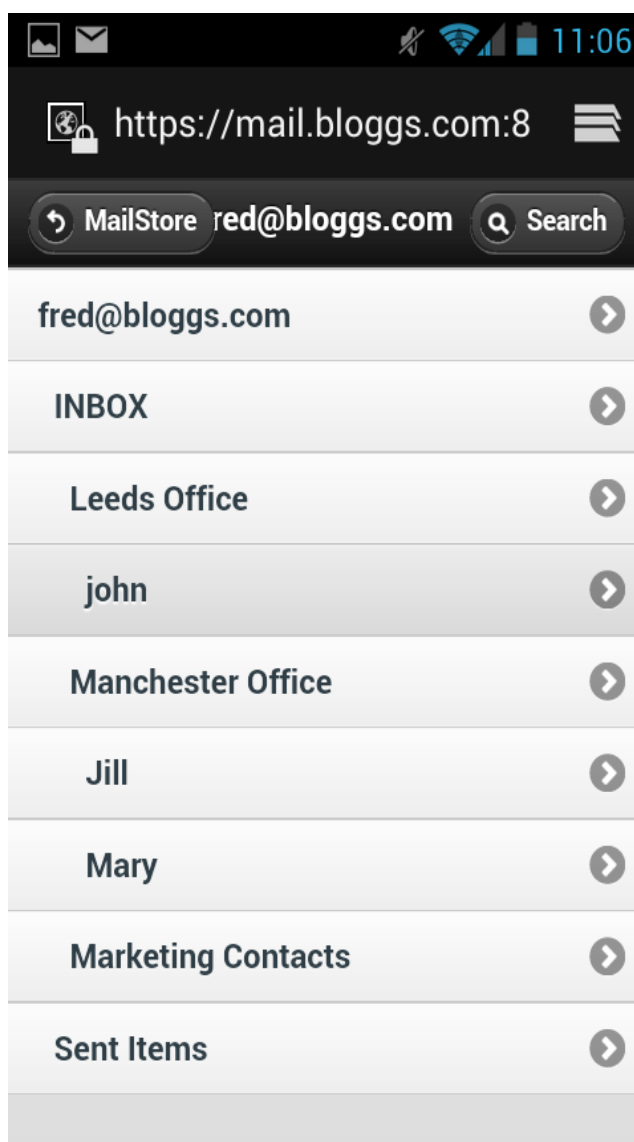 11:06
https://mail.bloggs.com:8
MailStore red@bloggs.com Search
fred@bloggs.com
INBOX
Leeds Office
john
Manchester Office
Jill
Mary
Marketing Contacts
Sent Items